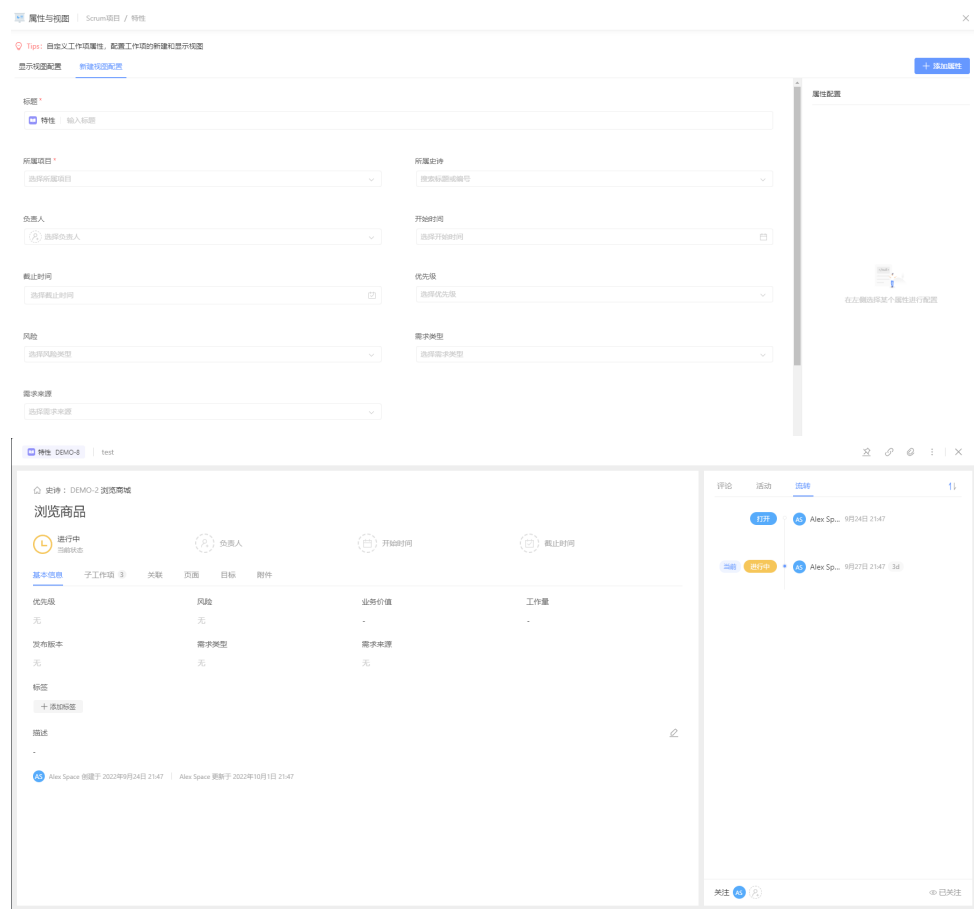 属性与视图 Scrum项目 / 特性
Tips: 自定义工作项属性，配置工作项的新建和显示视图
显示视图配置 新建视图配置 + 添加属性
属性配置
标题 *
特性 输入标题
所属项目 * 所属史诗
选择所属项目 搜索标题或编号
负责人 开始时间
选择负责人 选择开始时间
截止时间 优先级
选择截止时间 选择优先级
在左侧选择某个属性进行配置
风险 需求类型
选择风险类型 选择需求类型
需求来源
选择需求来源
特性 DEMO-8 test
史诗： DEMO-2 浏览商城
浏览商品
进行中
当前状态
负责人 开始时间 截止时间
基本信息 子工作项 3 关联 页面 目标 附件
优先级 风险 业务价值 工作量
无 无 - -
发布版本 需求类型 需求来源
无 无 无
标签
+ 添加标签
描述
-
AS Alex Space 创建于 2022年9月24日 21:47 Alex Space 更新于 2022年10月1日 21:47
评论 活动 流转
打开 AS Alex Sp... 9月24日 21:47
当前 进行中 AS Alex Sp... 9月27日 21:47 3d
关注 AS 已关注